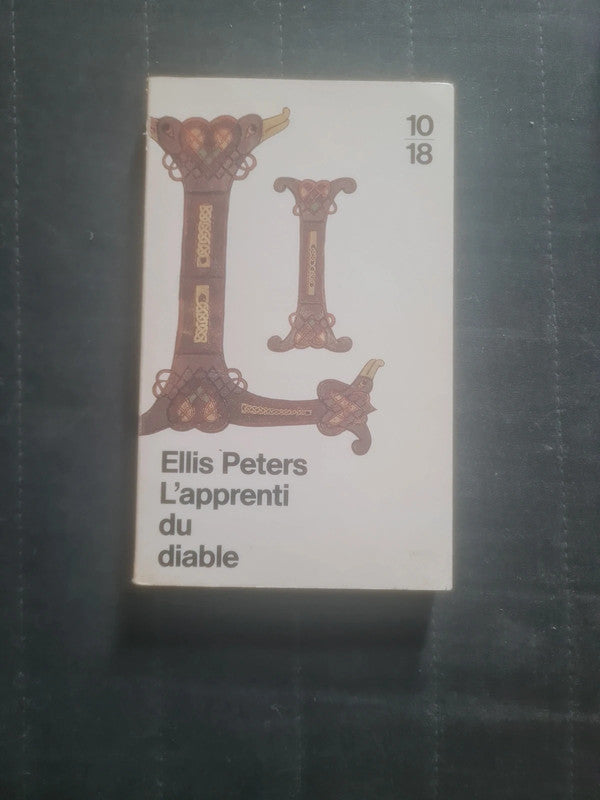 10
18
Ellis Peters
L'apprenti
du
diable